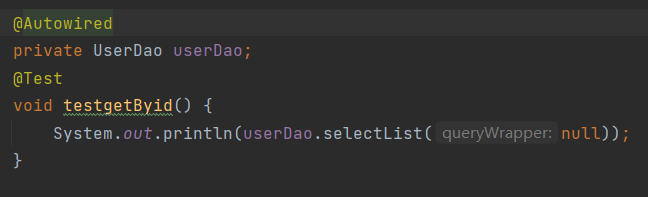 @Autowired
private UserDao userDao;
@Test
void testgetByid() {
    System.out.println(userDao.selectList( queryWrapper: null));
}